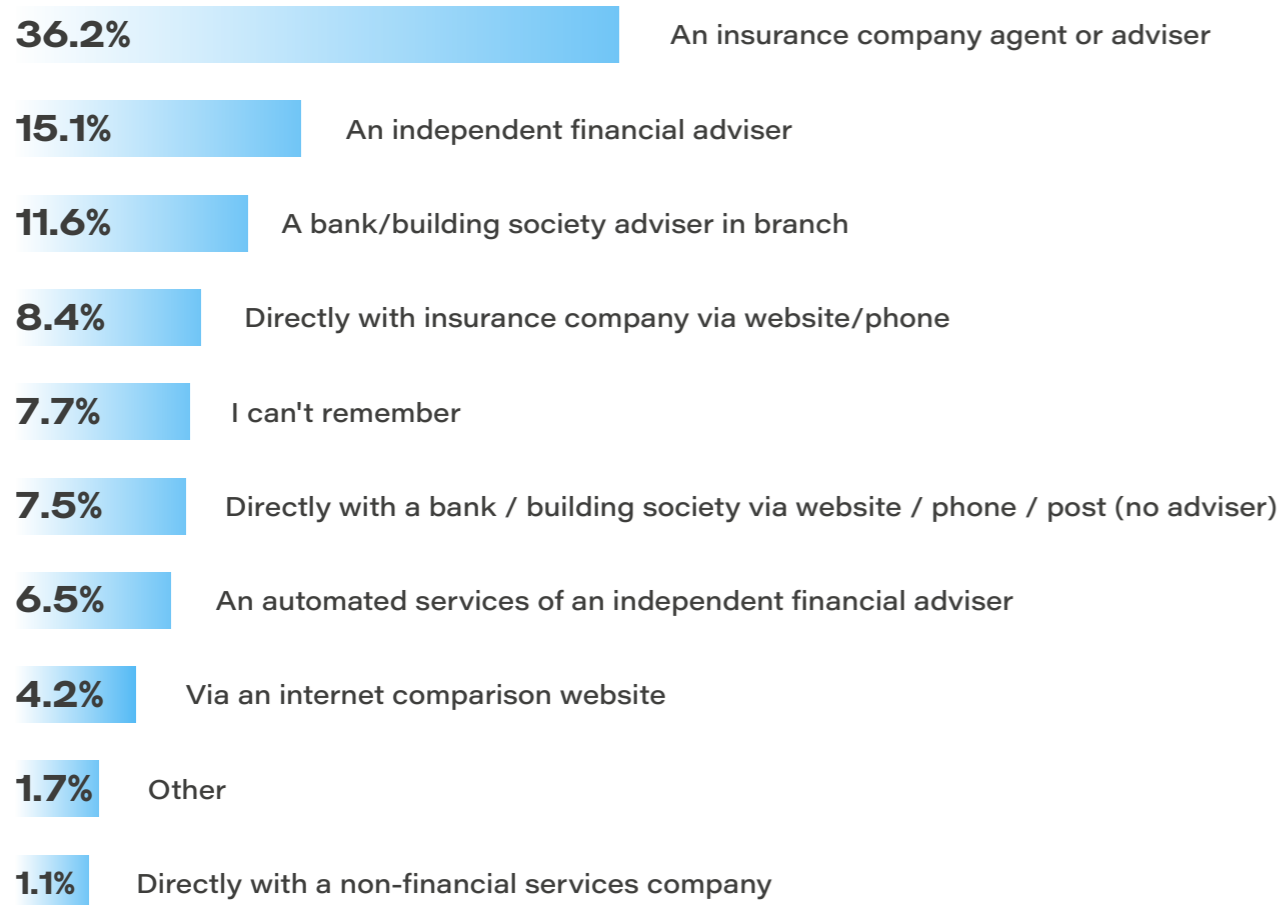 36.2% An insurance company agent or adviser
15.1% An independent financial adviser
11.6% A bank/building society adviser in branch
8.4% Directly with insurance company via website/phone
7.7% I can't remember
7.5% Directly with a bank / building society via website / phone / post (no adviser)
6.5% An automated services of an independent financial adviser
4.2% Via an internet comparison website
1.7% Other
1.1% Directly with a non-financial services company